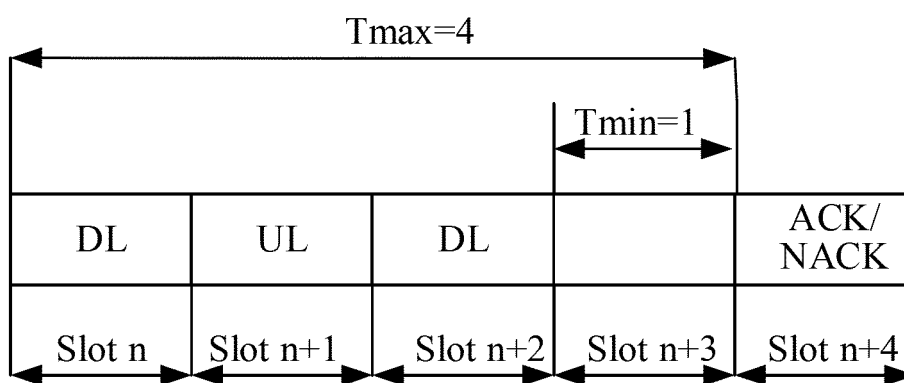 Tmax=4
Tmin=1
DL UL DL ACK/
NACK
Slot n Slot n+1 Slot n+2 Slot n+3 Slot n+4